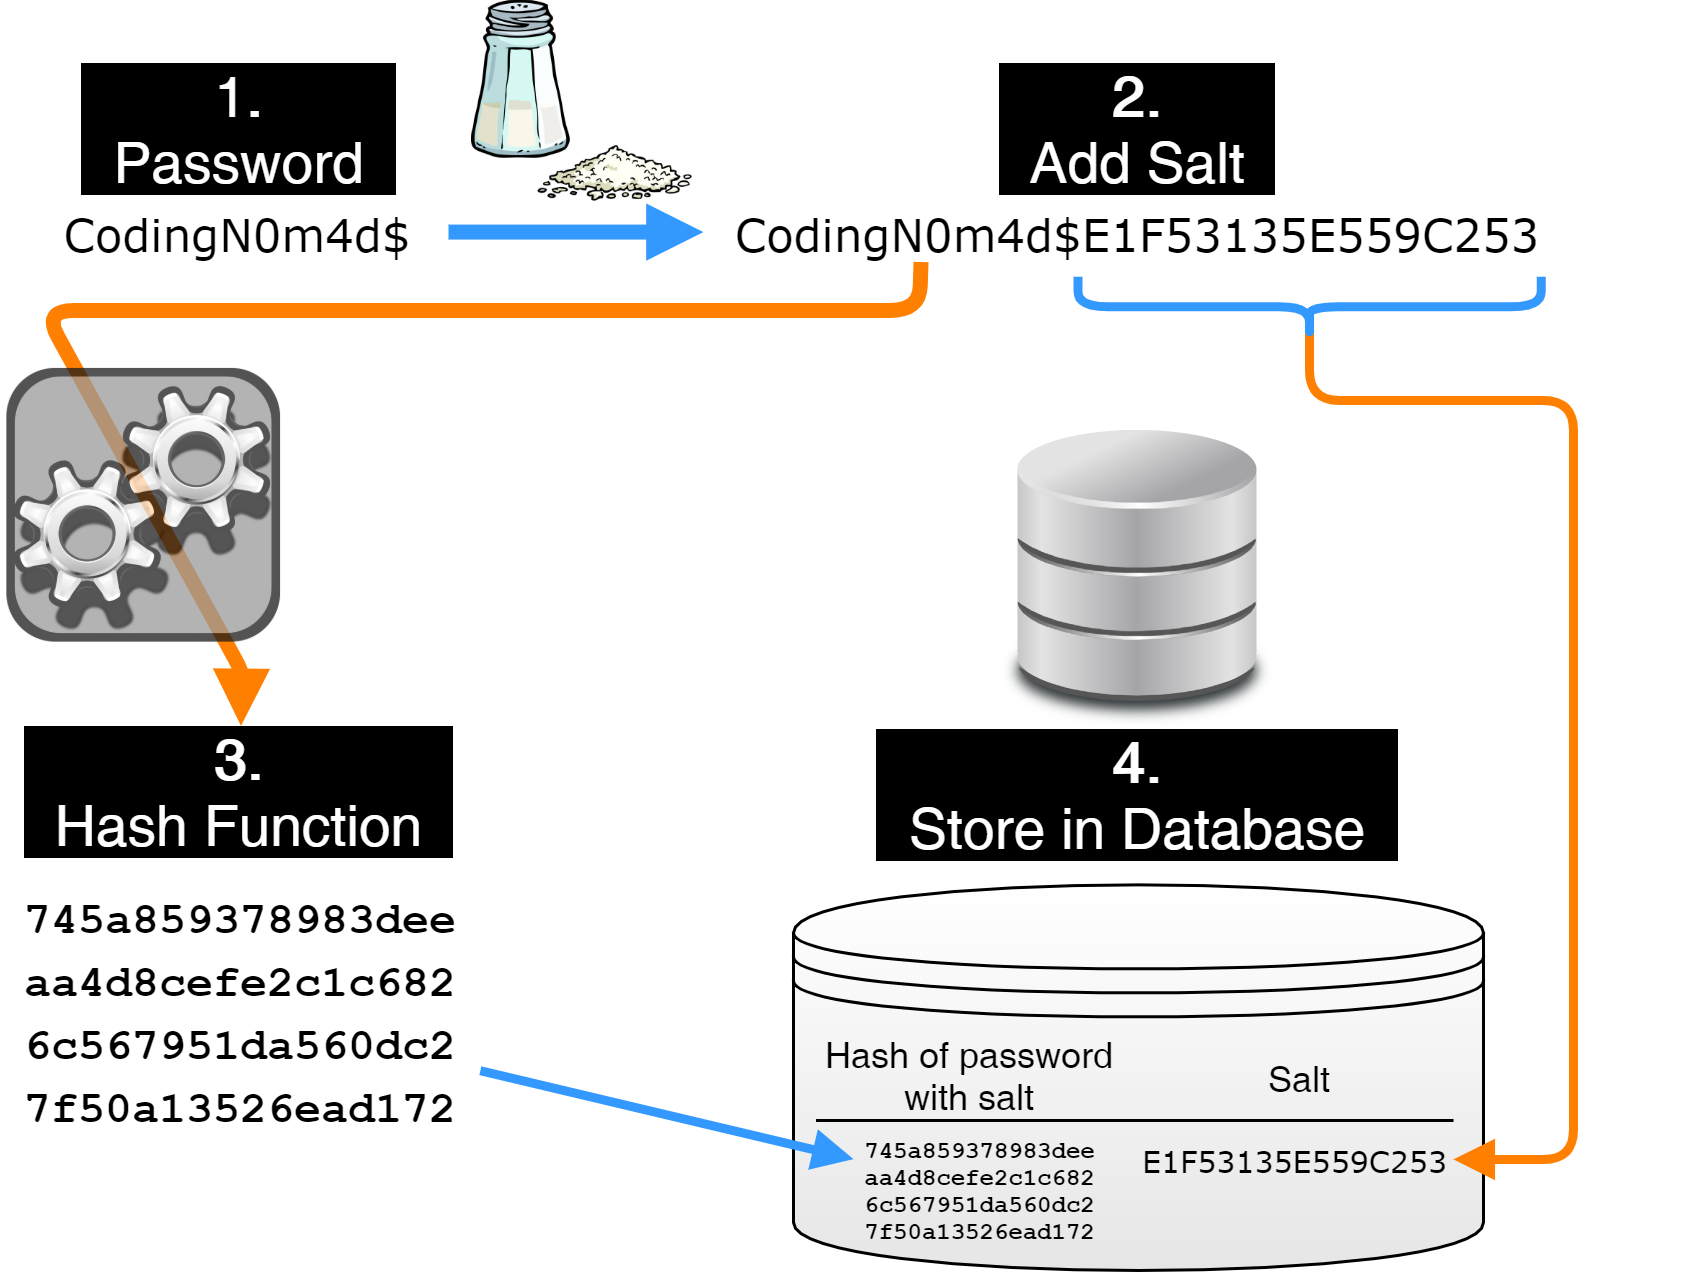 1.
Password
CodingN0m4d$
2.
Add Salt
CodingN0m4d$E1F53135E559C253
3.
Hash Function
745a859378983dee
aa4d8cefe2c1c682
6c567951da560dc2
7f50a13526ead172
4.
Store in Database
Hash of password
with salt
Salt
745a859378983dee
aa4d8cefe2c1c682
6c567951da560dc2
7f50a13526ead172
E1F53135E559C253